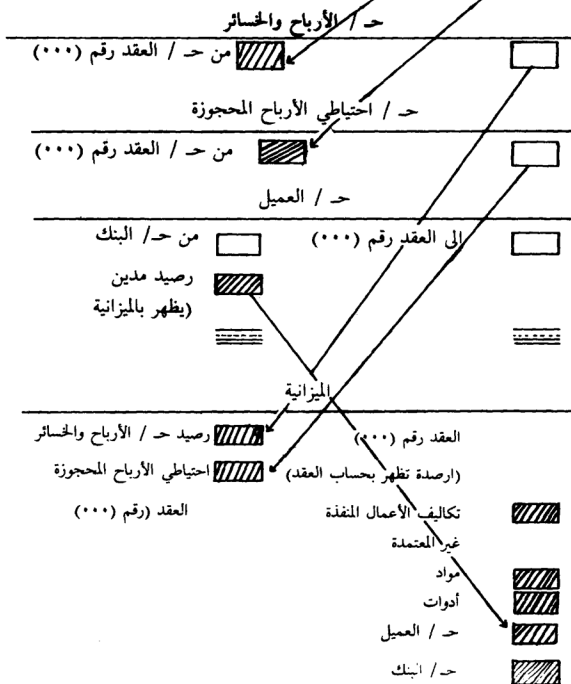 حـ / الأرباح والخسائر
من حـ / العقد رقم (٠٠٠)
حـ / احتياطي الأرباح المحجوزة
من حـ / العقد رقم (٠٠٠)
حـ / العميل
إلى العقد رقم (٠٠٠)
من حـ/ البنك
رصيد مدين
(يظهر بالميزانية
الميزانية
العقد رقم (٠٠٠)
رصيد حـ / الأرباح والخسائر
(ارصدة تظهر بحساب العقد)
احتياطي الأرباح المحجوزة
تكاليف الأعمال المنفذة
العقد (رقم (٠٠٠)
غير المعتمدة
مواد
أدوات
حـ / العميل
حـ/ البنك